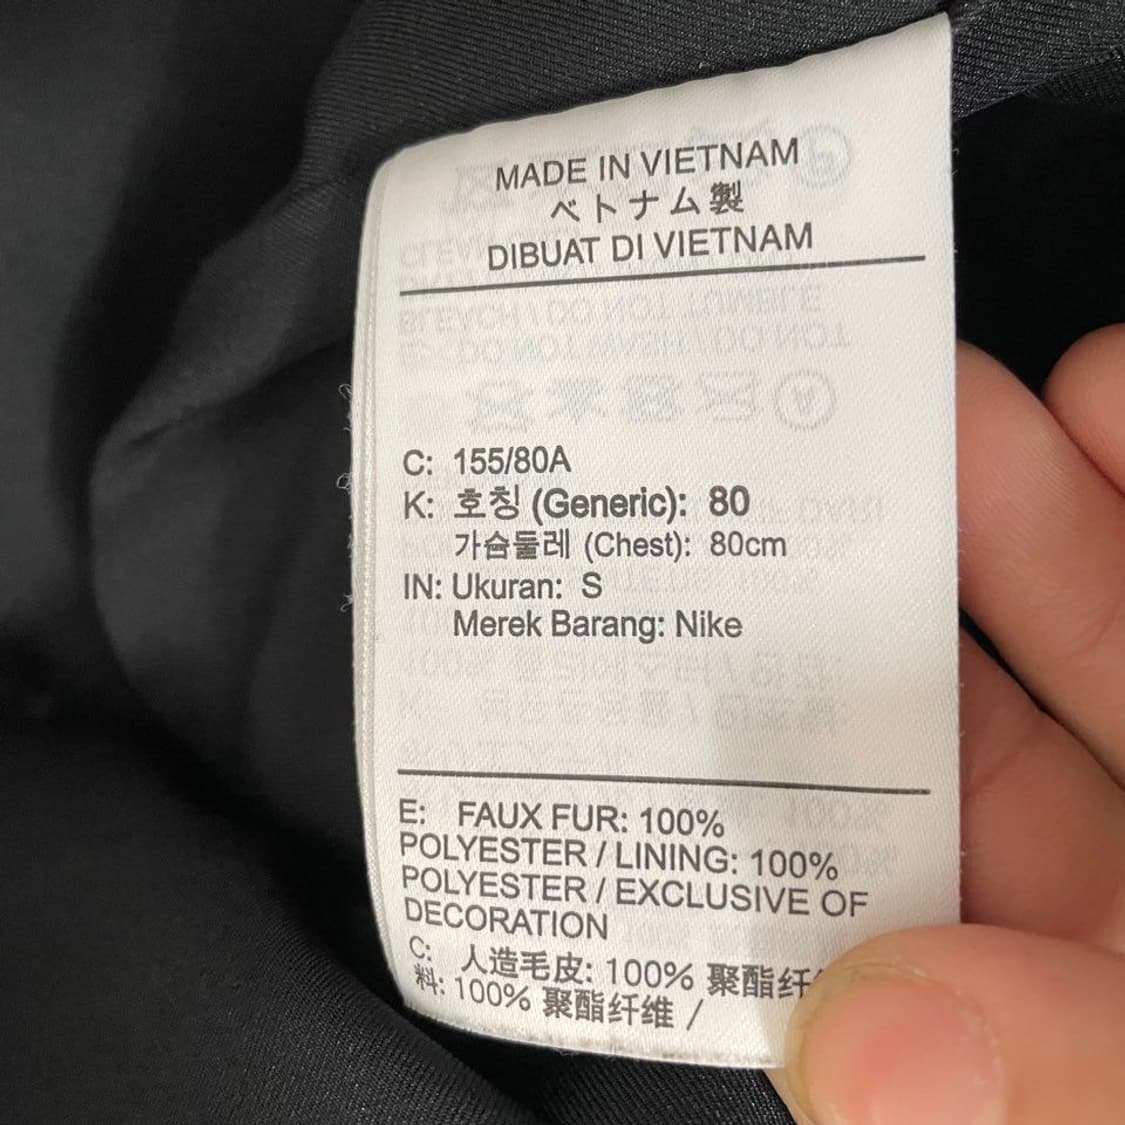 MADE IN VIETNAM
ベトナム製
DIBUAT DI VIETNAM
C: 155/80A
K: 호칭 (Generic): 80
가슴둘레 (Chest): 80cm
IN: Ukuran: S
Merek Barang: Nike
E: FAUX FUR: 100%
POLYESTER / LINING: 100%
POLYESTER / EXCLUSIVE OF
DECORATION
C: 人造毛皮: 100% 聚酯纤
料: 100% 聚酯纤维 /